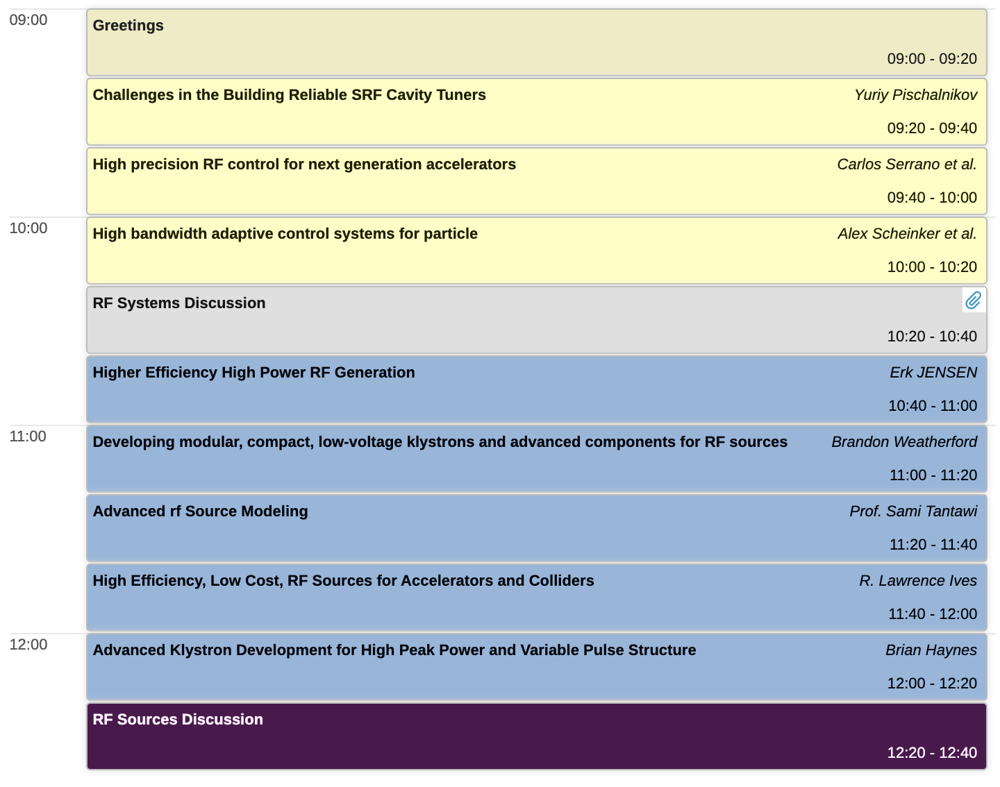 09:00
Greetings
09:00 - 09:20
Challenges in the Building Reliable SRF Cavity Tuners Yuriy Pischalnikov
09:20 - 09:40
High precision RF control for next generation accelerators Carlos Serrano et al.
09:40 - 10:00
10:00
High bandwidth adaptive control systems for particle Alex Scheinker et al.
10:00 - 10:20
RF Systems Discussion
10:20 - 10:40
Higher Efficiency High Power RF Generation Erk JENSEN
10:40 - 11:00
11:00
Developing modular, compact, low-voltage klystrons and advanced components for RF sources Brandon Weatherford
11:00 - 11:20
Advanced rf Source Modeling Prof. Sami Tantawi
11:20 - 11:40
High Efficiency, Low Cost, RF Sources for Accelerators and Colliders R. Lawrence Ives
11:40 - 12:00
12:00
Advanced Klystron Development for High Peak Power and Variable Pulse Structure Brian Haynes
12:00 - 12:20
RF Sources Discussion
12:20 - 12:40